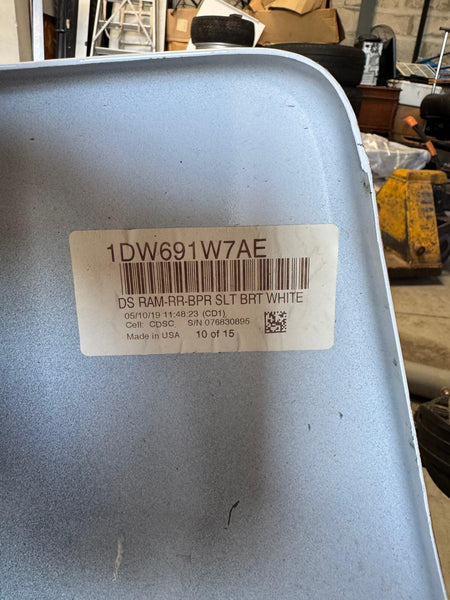 1DW691W7AE
DS RAM-RR-BPR SLT BRT WHITE
05/10/19 11:48:23 (CD1)
Cell: CDSC S/N 076830895
Made in USA 10 of 15